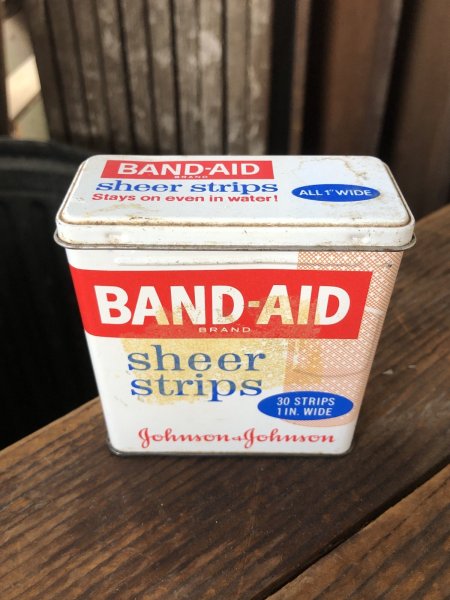 BAND-AID
BRAND
sheer strips
Stays on even in water!
ALL 1" WIDE
BAND-AID
BRAND
sheer
strips
30 STRIPS
1 IN. WIDE
Johnson & Johnson